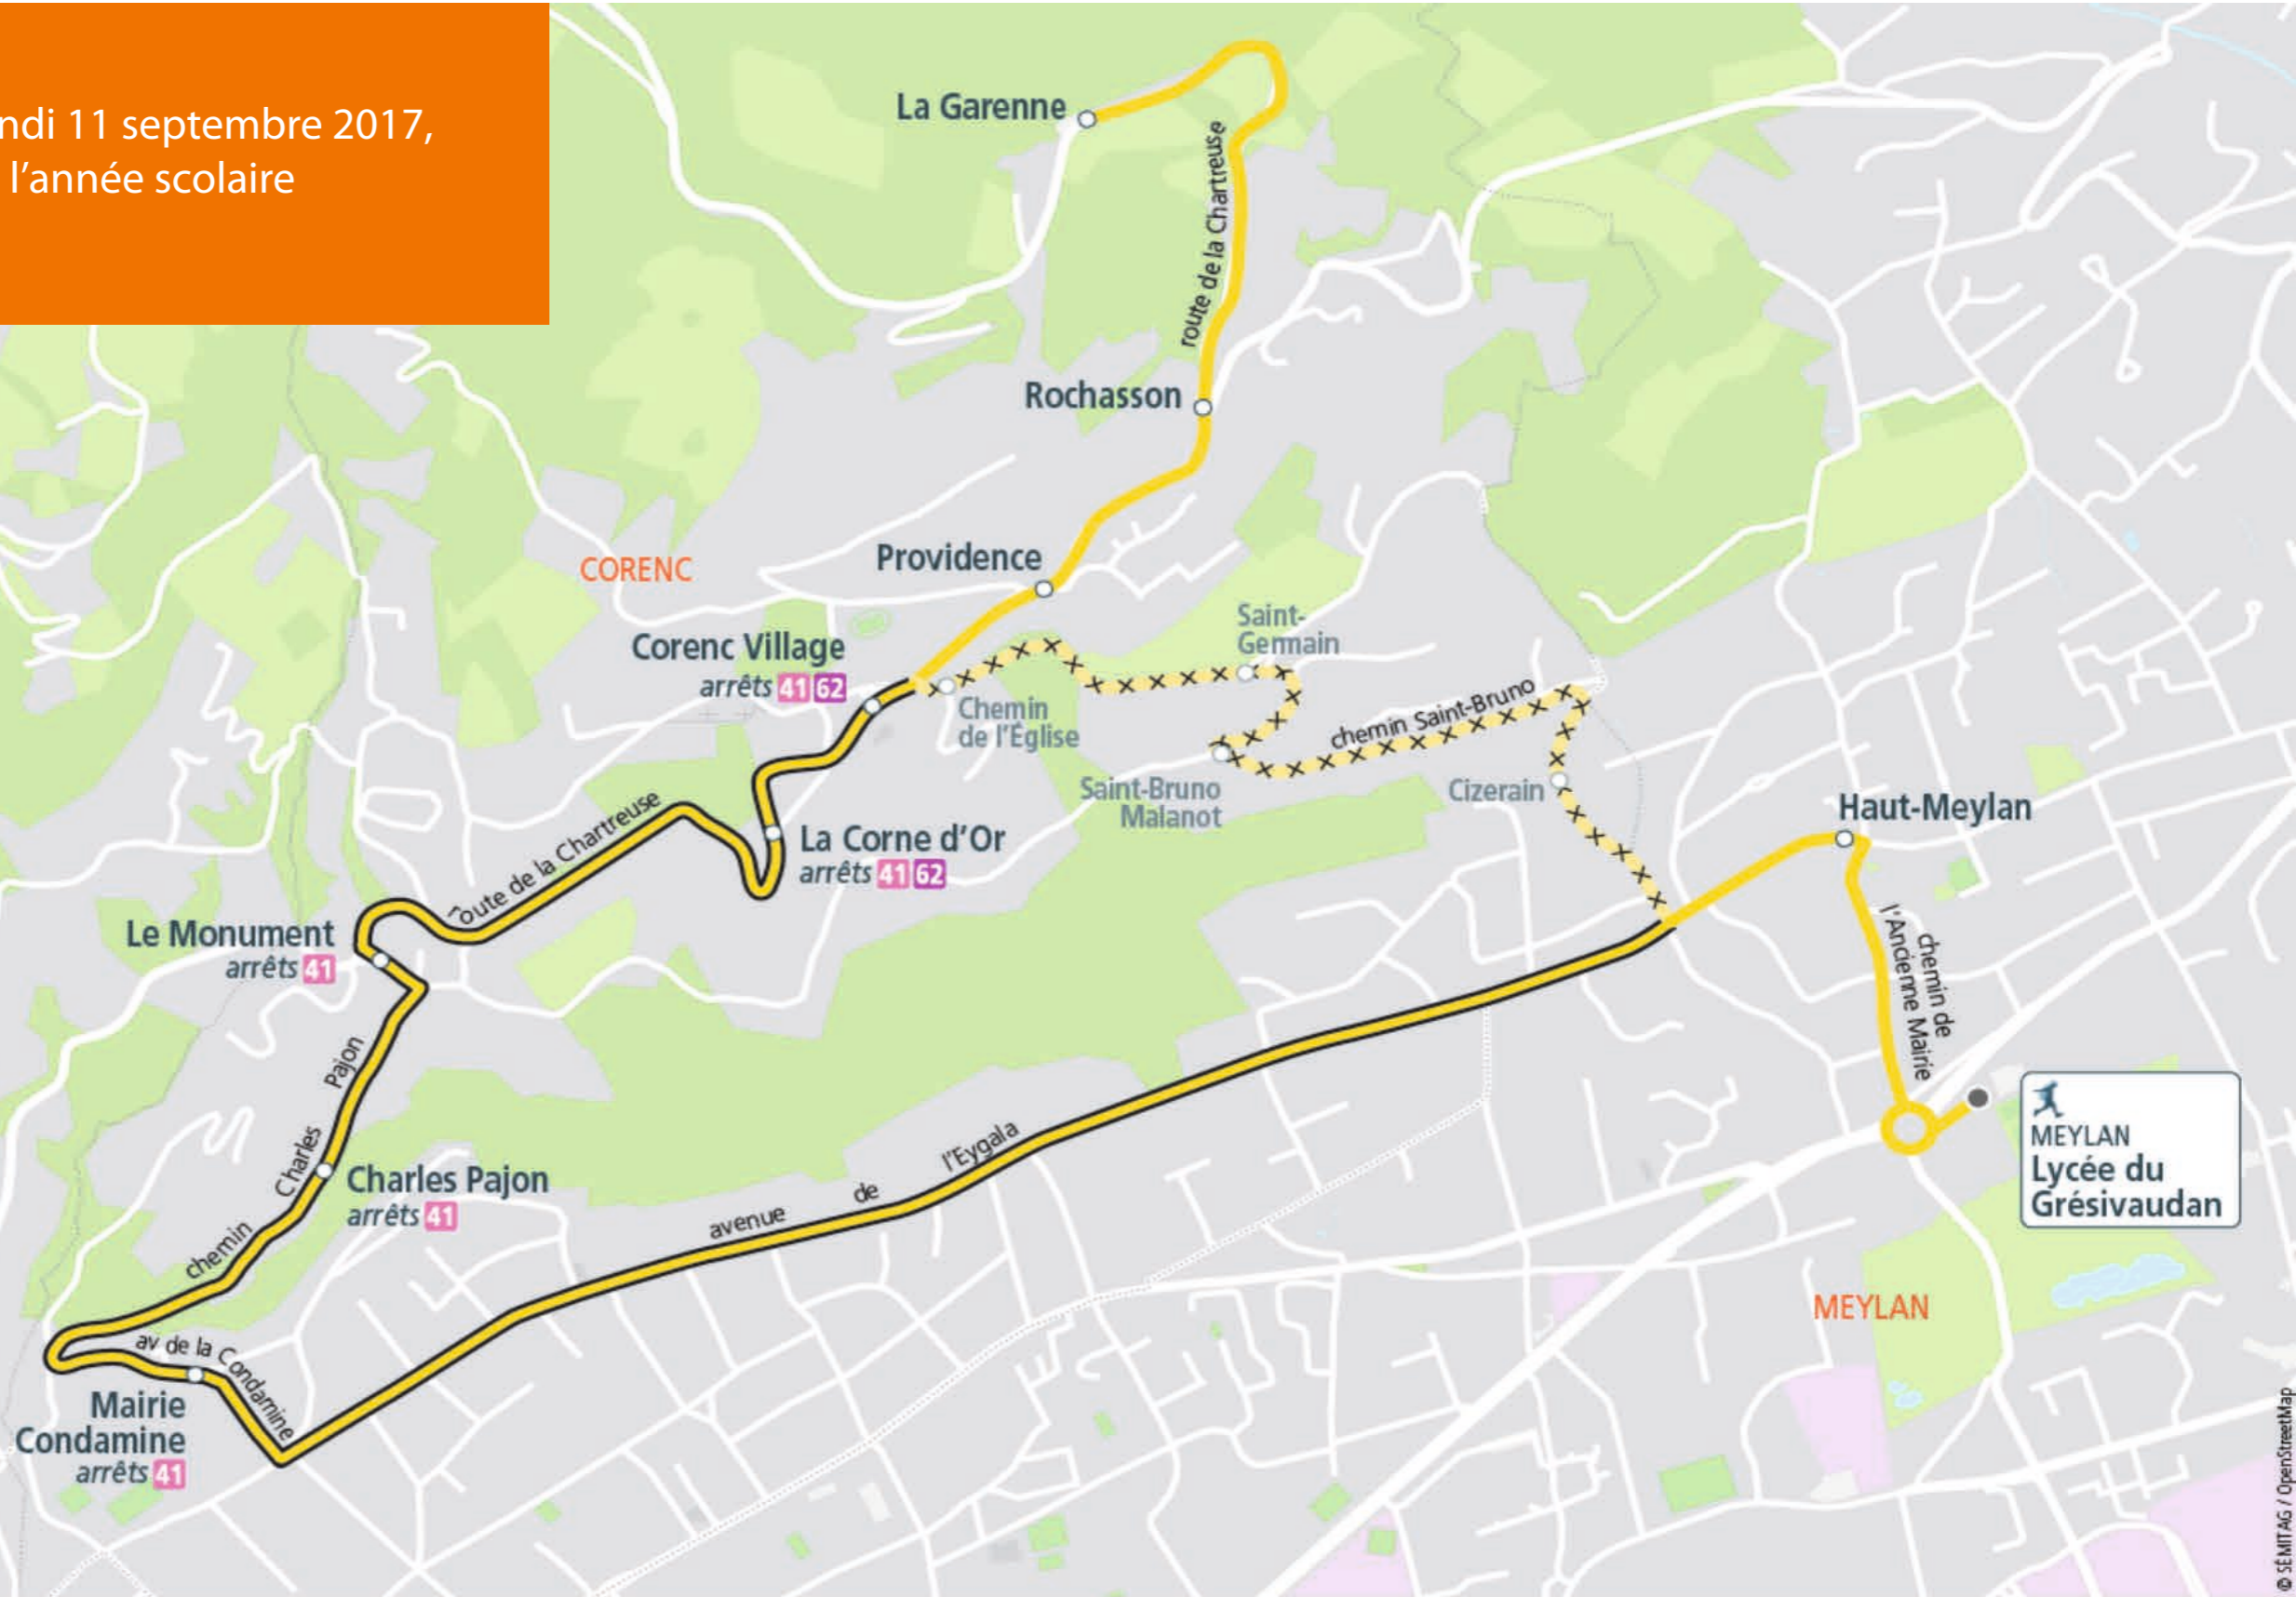 ndi 11 septembre 2017,
l'année scolaire
La Garenne
route de la Chartreuse
Rochasson
Providence
CORENC
Saint-
Germain
Corenc Village
arrêts 41 62
Chemin
de l'Église
chemin Saint-Bruno
Saint-Bruno
Malanot
Cizerain
Haut-Meylan
La Corne d'Or
arrêts 41 62
route de la Chartreuse
Le Monument
arrêts 41
chemin de
l'Ancienne Mairie
chemin Charles Pajon
Charles Pajon
arrêts 41
avenue de l'Eygala
MEYLAN
Lycée du
Grésivaudan
MEYLAN
av de la Condamine
Mairie
Condamine
arrêts 41
© SÉMITAG / OpenStreetMap